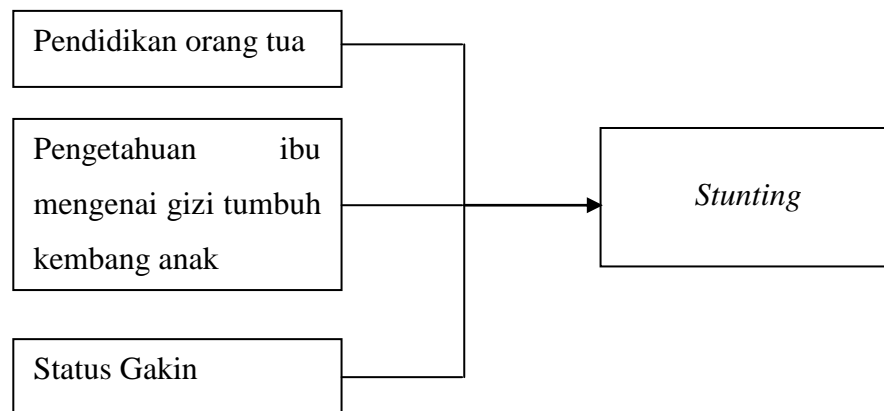 Pendidikan orang tua
Pengetahuan ibu
mengenai gizi tumbuh
kembang anak
Stunting
Status Gakin